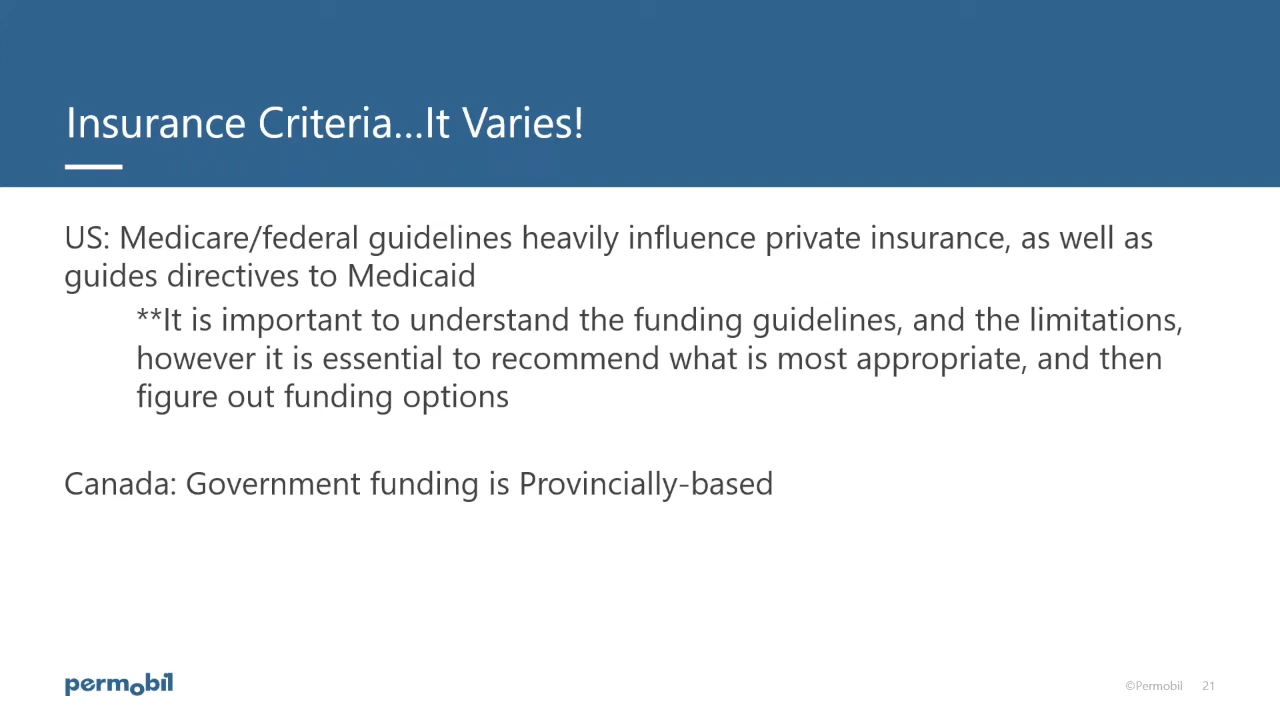 Insurance Criteria...It Varies!
US: Medicare/federal guidelines heavily influence private insurance, as well as
guides directives to Medicaid
**It is important to understand the funding guidelines, and the limitations,
however it is essential to recommend what is most appropriate, and then
figure out funding options
Canada: Government funding is Provincially-based
permobil
©Permobil 21